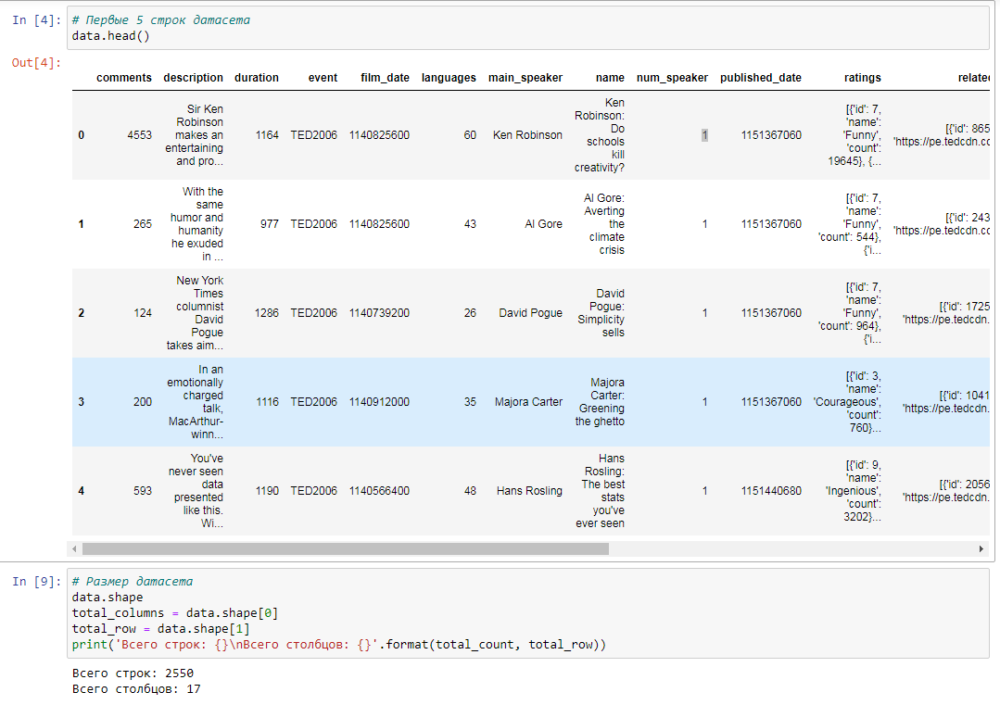 In [4]:
# Первые 5 строк датасета
data.head()
Out[4]:
comments description duration event film_date languages main_speaker name num_speaker published_date ratings relate
0 4553 Sir Ken Robinson makes an entertaining and pro... 1164 TED2006 1140825600 60 Ken Robinson Ken Robinson: Do schools kill creativity? 1 1151367060 [{'id': 7, 'name': 'Funny', 'count': 19645}, {... [{'id': 865 'https://pe.tedcdn.co
1 265 With the same humor and humanity he exuded in ... 977 TED2006 1140825600 43 Al Gore Al Gore: Averting the climate crisis 1 1151367060 [{'id': 7, 'name': 'Funny', 'count': 544}, {'i... [{'id': 243 'https://pe.tedcdn.co
2 124 New York Times columnist David Pogue takes aim... 1286 TED2006 1140739200 26 David Pogue David Pogue: Simplicity sells 1 1151367060 [{'id': 7, 'name': 'Funny', 'count': 964}, {'i... [{'id': 1725 'https://pe.tedcdn.
3 200 In an emotionally charged talk, MacArthur-winn... 1116 TED2006 1140912000 35 Majora Carter Majora Carter: Greening the ghetto 1 1151367060 [{'id': 3, 'name': 'Courageous', 'count': 760}... [{'id': 1041 'https://pe.tedcdn.
4 593 You've never seen data presented like this. Wi... 1190 TED2006 1140566400 48 Hans Rosling Hans Rosling: The best stats you've ever seen 1 1151440680 [{'id': 9, 'name': 'Ingenious', 'count': 3202}... [{'id': 2056 'https://pe.tedcdn.
In [9]:
# Размер датасета
data.shape
total_columns = data.shape[0]
total_row = data.shape[1]
print('Всего строк: {}\nВсего столбцов: {}'.format(total_count, total_row))
Всего строк: 2550
Всего столбцов: 17